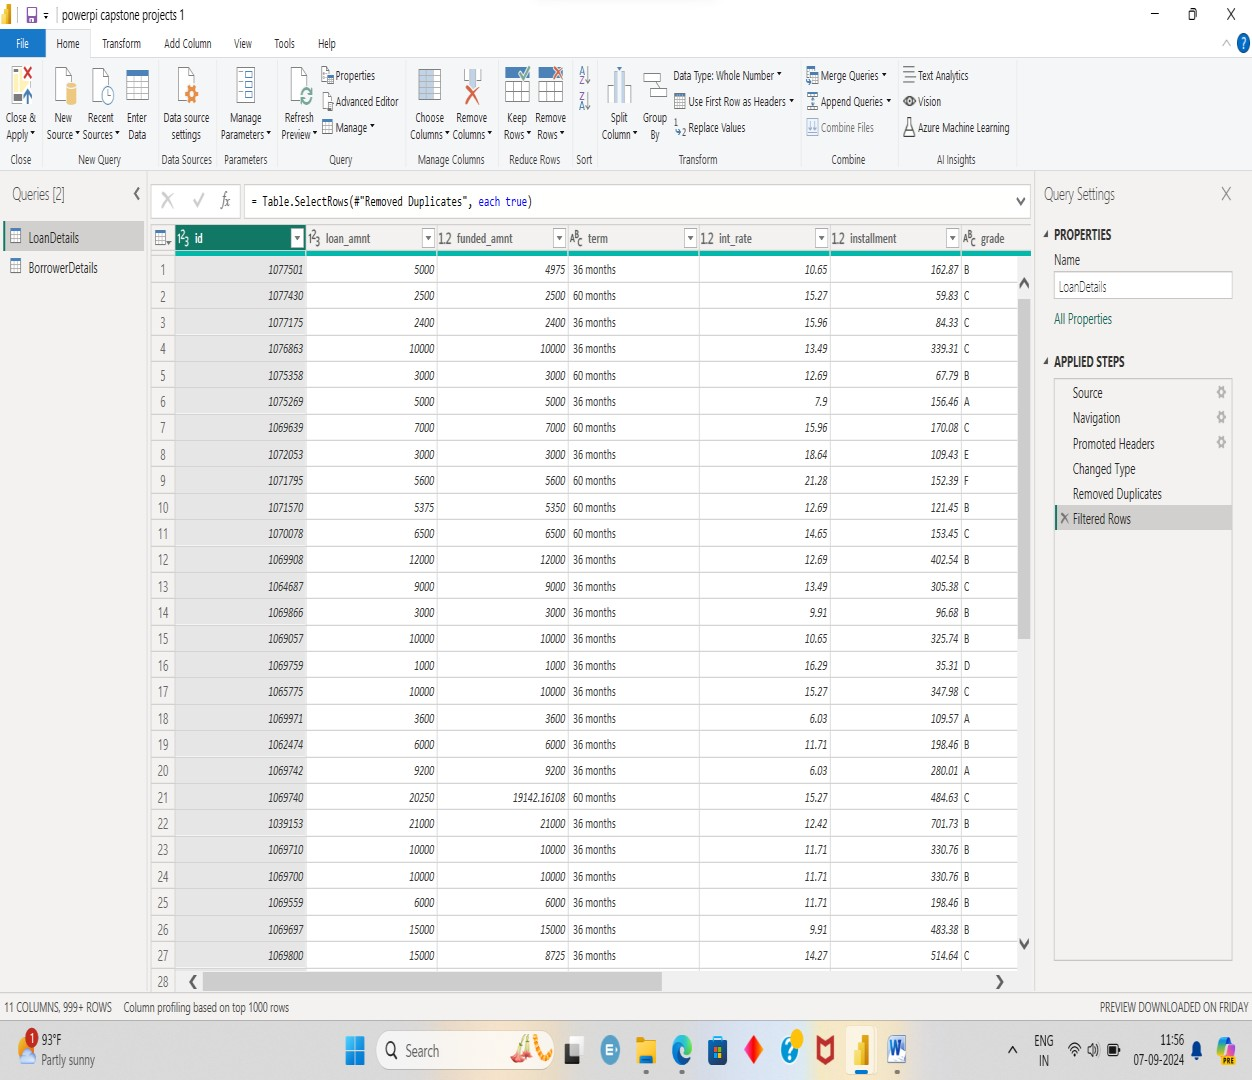 powerpi capstone projects 1
File Home Transform Add Column View Tools Help
Close & Apply
New Source
Recent Sources
Enter Data
Data source settings
Manage Parameters
Refresh Preview
Properties
Advanced Editor
Manage
Choose Columns
Remove Columns
Keep Rows
Remove Rows
Split Column
Group By
Data Type: Whole Number
Use First Row as Headers
Replace Values
Merge Queries
Append Queries
Combine Files
Text Analytics
Vision
Azure Machine Learning
Close New Query Data Sources Parameters Query Manage Columns Reduce Rows Sort Transform Combine AI Insights
Queries [2]
LoanDetails
BorrowerDetails
= Table.SelectRows(#"Removed Duplicates", each true)
id loan_amnt funded_amnt term int_rate installment grade
1 1077501 5000 4975 36 months 10.65 162.87 B
2 1077430 2500 2500 60 months 15.27 59.83 C
3 1077175 2400 2400 36 months 15.96 84.33 C
4 1076863 10000 10000 36 months 13.49 339.31 C
5 1075358 3000 3000 60 months 12.69 67.79 B
6 1075269 5000 5000 36 months 7.9 156.46 A
7 1069639 7000 7000 60 months 15.96 170.08 C
8 1072053 3000 3000 36 months 18.64 109.43 E
9 1071795 5600 5600 60 months 21.28 152.39 F
10 1071570 5375 5350 60 months 12.69 121.45 B
11 1070078 6500 6500 60 months 14.65 153.45 C
12 1069908 12000 12000 36 months 12.69 402.54 B
13 1064687 9000 9000 36 months 13.49 305.38 C
14 1069866 3000 3000 36 months 9.91 96.68 B
15 1069057 10000 10000 36 months 10.65 325.74 B
16 1069759 1000 1000 36 months 16.29 35.31 D
17 1065775 10000 10000 36 months 15.27 347.98 C
18 1069971 3600 3600 36 months 6.03 109.57 A
19 1062474 6000 6000 36 months 11.71 198.46 B
20 1069742 9200 9200 36 months 6.03 280.01 A
21 1069740 20250 19142.16108 60 months 15.27 484.63 C
22 1039153 21000 21000 36 months 12.42 701.73 B
23 1069710 10000 10000 36 months 11.71 330.76 B
24 1069700 10000 10000 36 months 11.71 330.76 B
25 1069559 6000 6000 36 months 11.71 198.46 B
26 1069697 15000 15000 36 months 9.91 483.38 B
27 1069800 15000 8725 36 months 14.27 514.64 C
28
Query Settings
PROPERTIES
Name
LoanDetails
All Properties
APPLIED STEPS
Source
Navigation
Promoted Headers
Changed Type
Removed Duplicates
Filtered Rows
11 COLUMNS, 999+ ROWS Column profiling based on top 1000 rows
PREVIEW DOWNLOADED ON FRIDAY
1
93°F
Partly sunny
Search
ENG
IN
11:56
07-09-2024
PRE